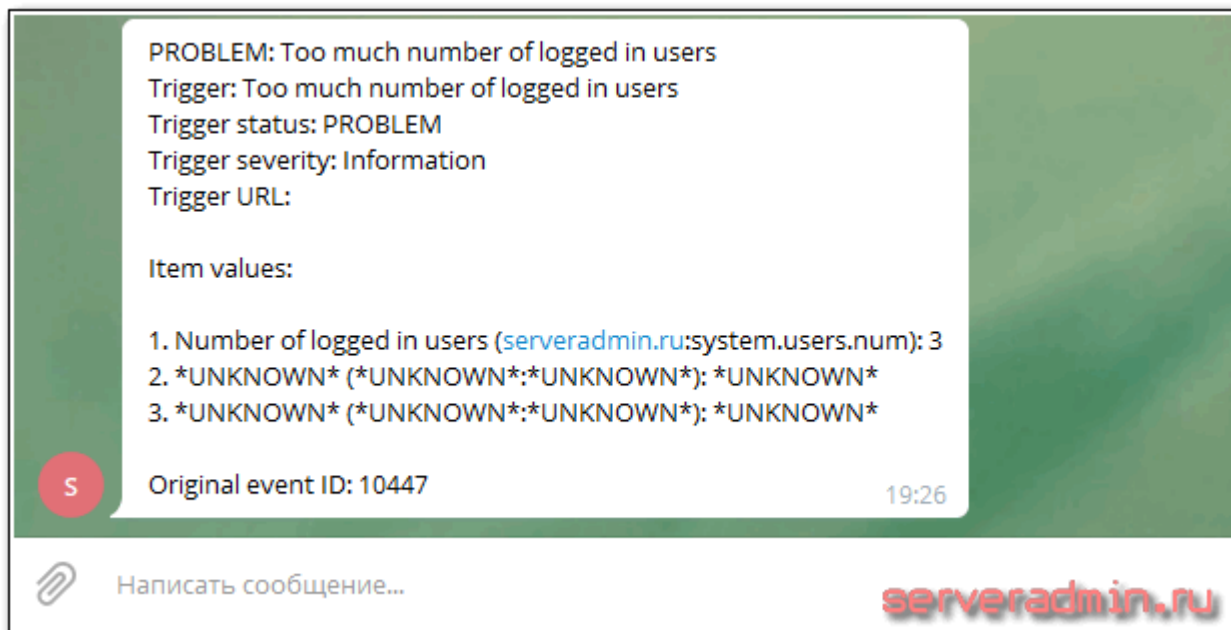 PROBLEM: Too much number of logged in users
Trigger: Too much number of logged in users
Trigger status: PROBLEM
Trigger severity: Information
Trigger URL:
Item values:
1. Number of logged in users (serveradmin.ru:system.users.num): 3
2. *UNKNOWN* (*UNKNOWN*:*UNKNOWN*): *UNKNOWN*
3. *UNKNOWN* (*UNKNOWN*:*UNKNOWN*): *UNKNOWN*
S
Original event ID: 10447
19:26
Написать сообщение...
serveradmin.ru